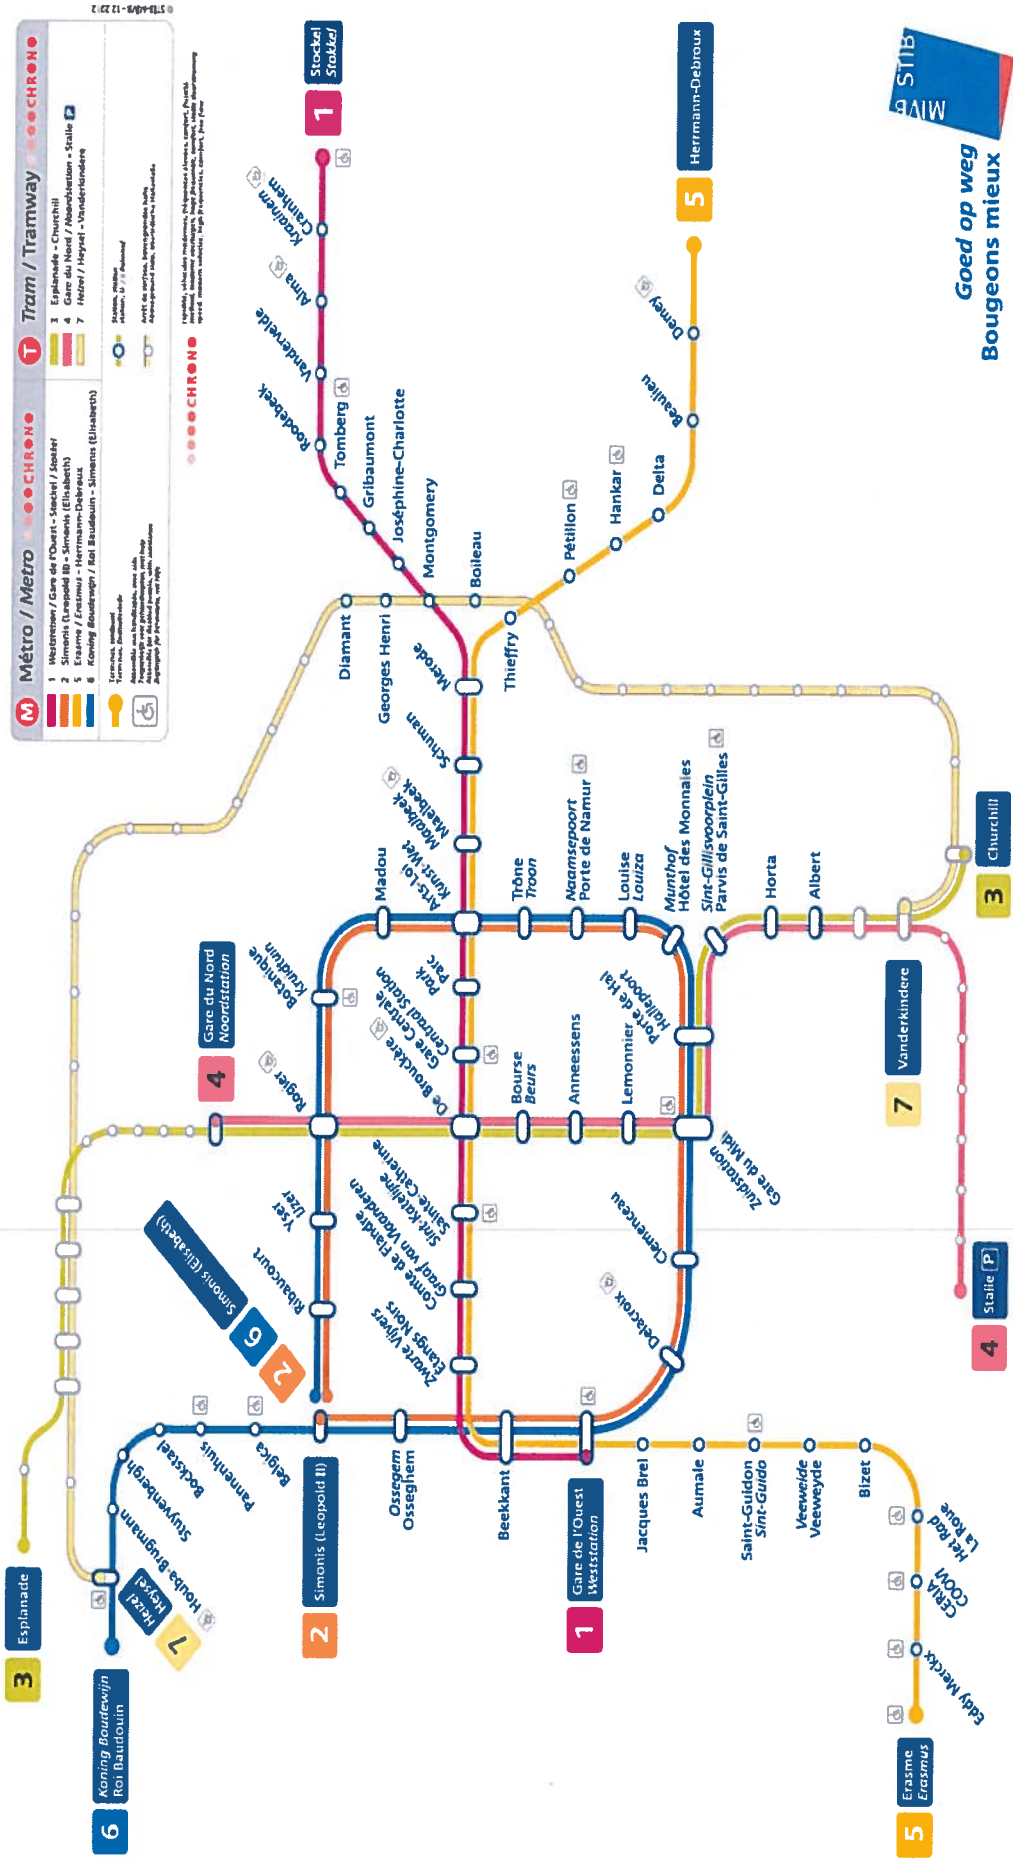 M Métro / Metro CHRONO
1 Weststation / Gare de l'Ouest - Stockel / Stokkel
2 Simonis (Leopold II) - Simonis (Elisabeth)
5 Erasme / Erasmus - Herrmann-Debroux
6 Koning Boudewijn / Roi Baudouin - Simonis (Elisabeth)
T Tram / Tramway CHRONO
3 Esplanade - Churchill
4 Gare du Nord / Noordstation - Stalle P
7 Heizel / Heysel - Vanderkindere
CHRONO
MIVB STIB
Goed op weg
Bougeons mieux
3
Esplanade
6
Koning Boudewijn
Roi Baudouin
Heizel
Heysel
7
Houba-Brugmann
Stuyvenbergh
Bockstael
Pannenhuis
Belgica
2
Simonis (Leopold II)
2
6
Simonis (Elisabeth)
Ossegem
Osseghem
Beekkant
1
Gare de l'Ouest
Weststation
Jacques Brel
Aumale
Saint-Guidon
Sint-Guido
Veeweide
Veeweyde
Bizet
Het Rad
La Roue
CERIA
COOVI
Eddy Merckx
5
Erasme
Erasmus
Ribaucourt
Yser
IJzer
Rogier
4
Gare du Nord
Noordstation
Botanique
Kruidtuin
Madou
Zwarte Vijvers
Etangs Noirs
Comte de Flandre
Graaf van Vlaanderen
Sint-Katelijne
Sainte-Catherine
De Brouckère
Gare Centrale
Centraal Station
Park
Parc
Arts-Loi
Kunst-Wet
Maalbeek
Maelbeek
Schuman
Merode
Montgomery
Joséphine-Charlotte
Gribaumont
Tomberg
Roodebeek
Vandervelde
Alma
Kraainem
Crainhem
1
Stockel
Stokkel
Diamant
Georges Henri
Boileau
Thieffry
Pétillon
Hankar
Delta
Beaulieu
Demey
5
Herrmann-Debroux
Bourse
Beurs
Anneessens
Lemonnier
Zuidstation
Gare du Midi
Clemenceau
Delacroix
Trône
Troon
Naamsepoort
Porte de Namur
Louise
Louiza
Munthof
Hôtel des Monnaies
Porte de Hal
Hallepoort
Sint-Gillisvoorplein
Parvis de Saint-Gilles
Horta
Albert
7
Vanderkindere
3
Churchill
4
Stalle P